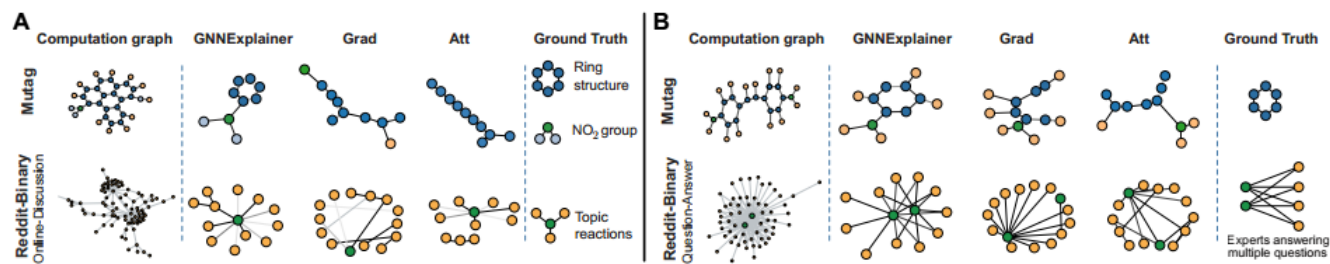 A
Computation graph GNNExplainer Grad Att Ground Truth
Mutag
Ring
structure
NO2 group
Reddit-Binary
Online-Discussion
Topic
reactions
B
Computation graph GNNExplainer Grad Att Ground Truth
Mutag
Reddit-Binary
Question-Answer
Experts answering
multiple questions